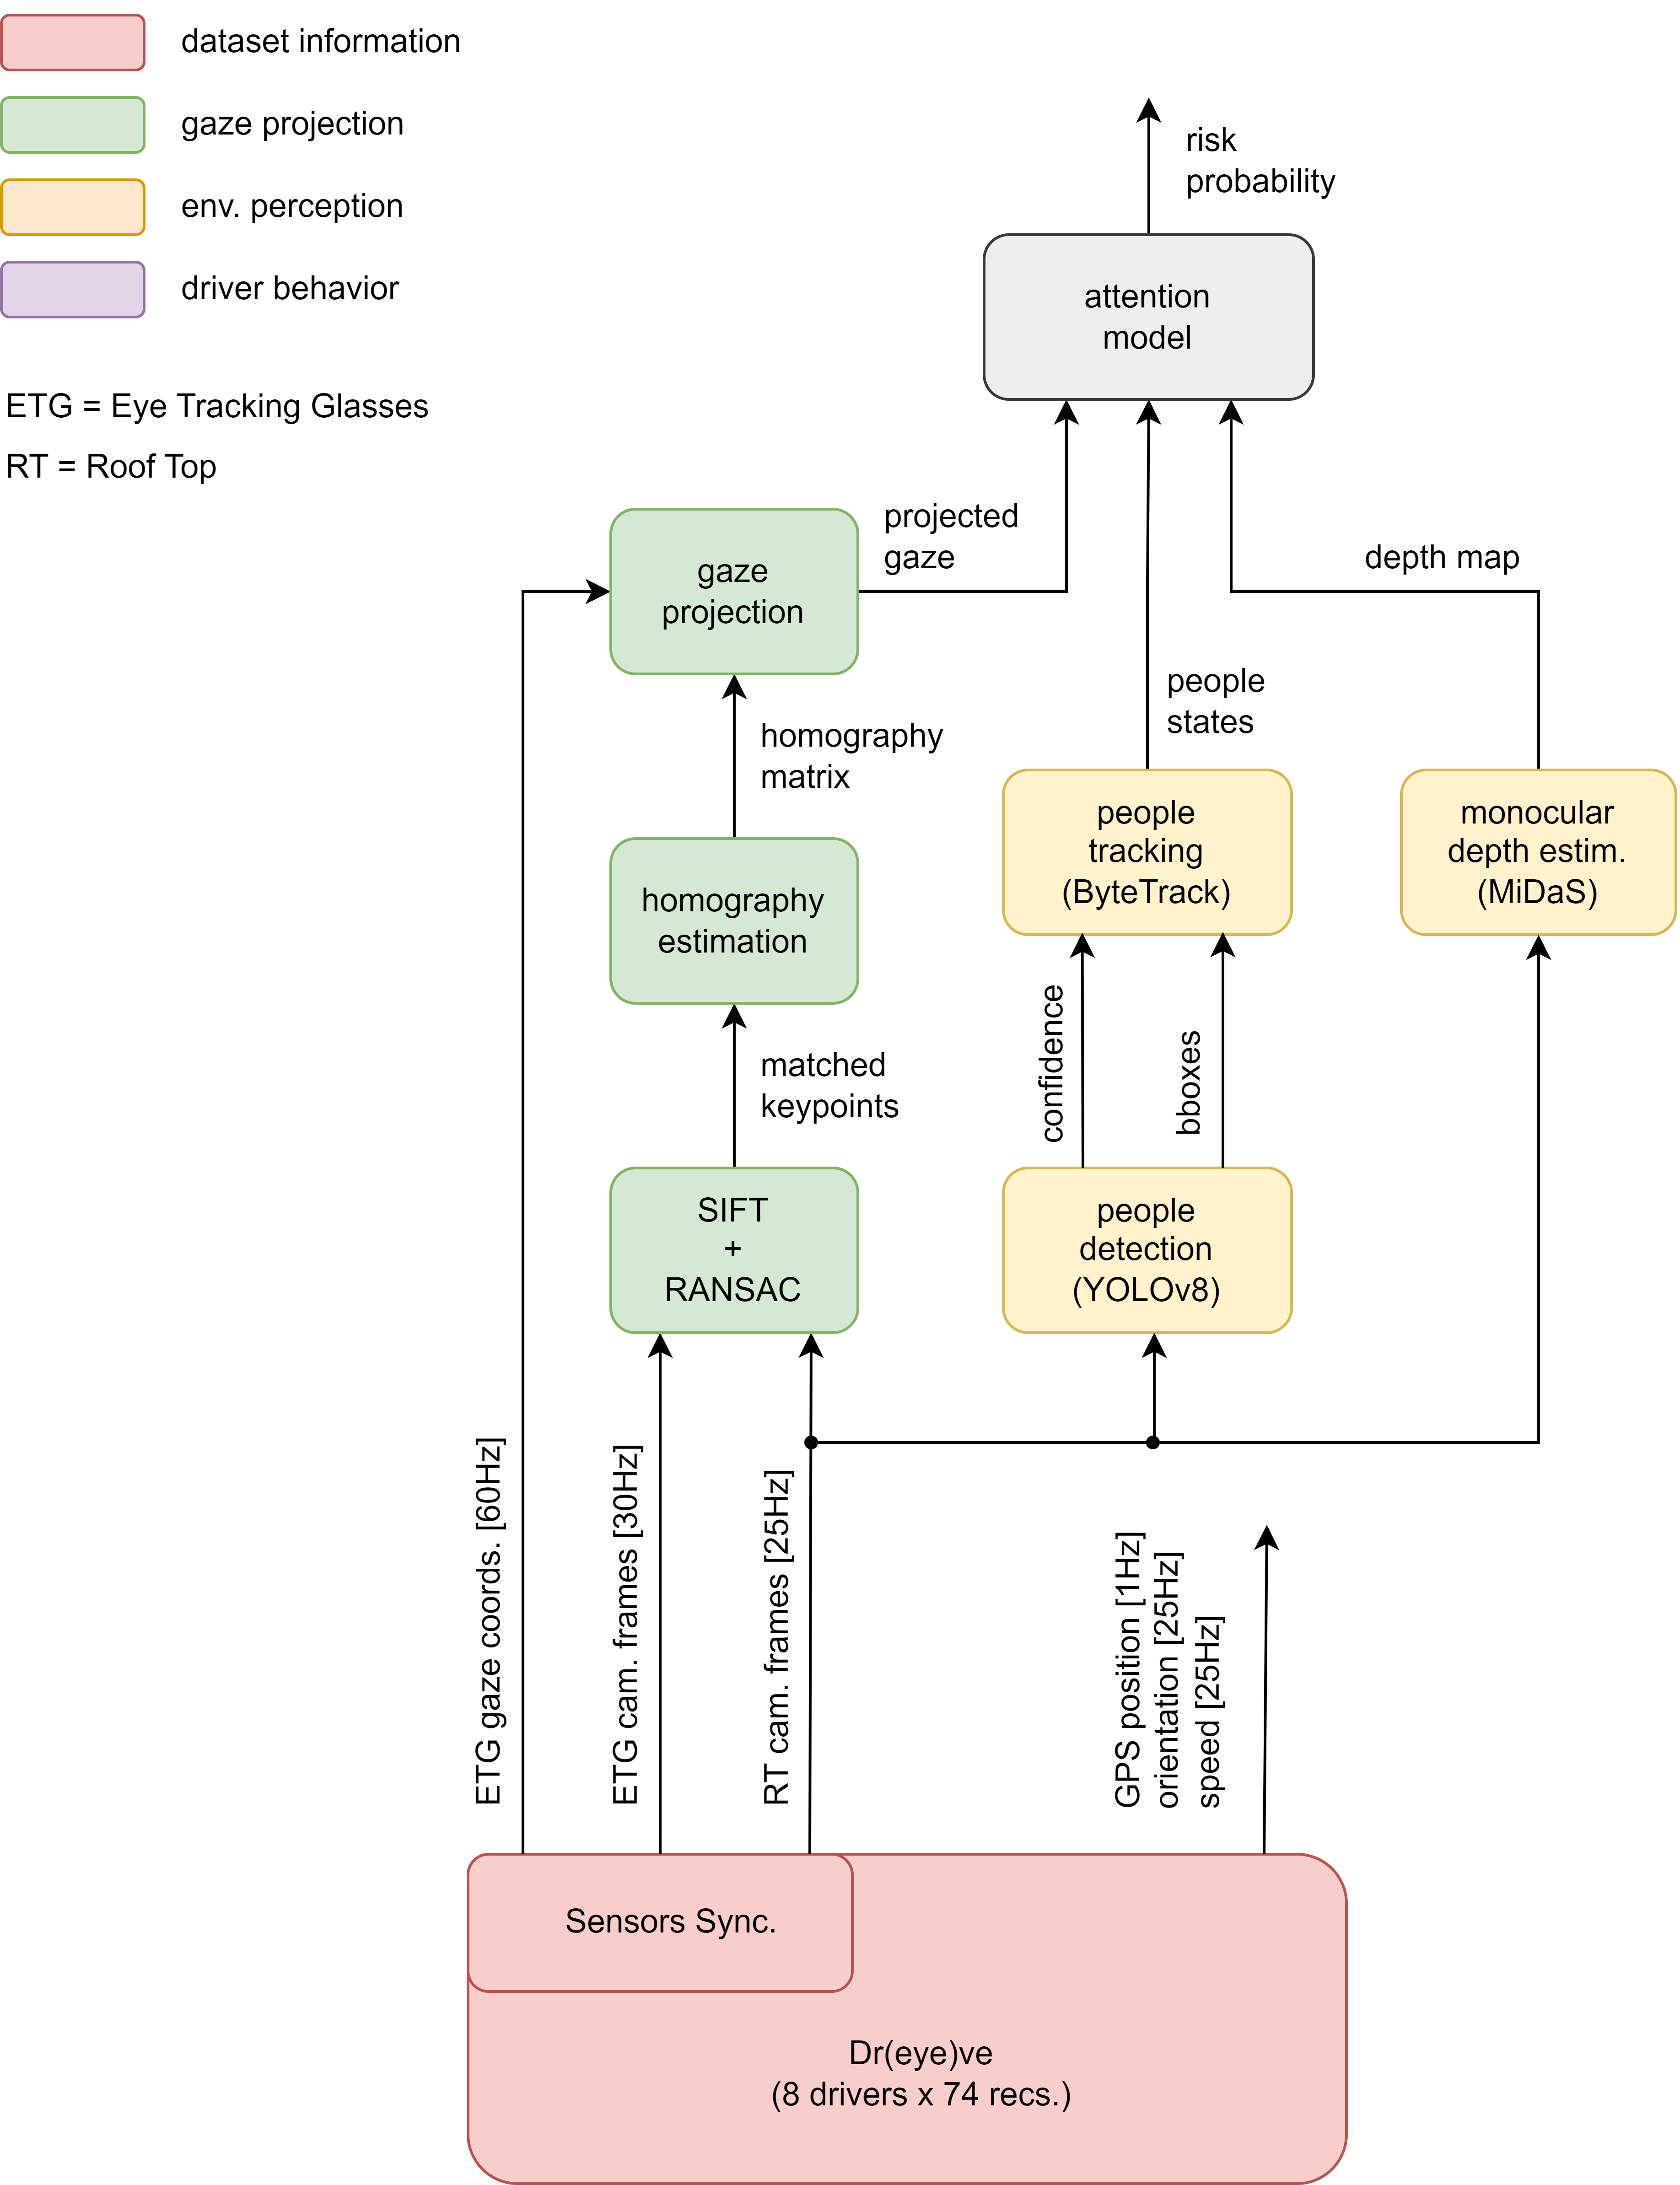 dataset information
gaze projection
env. perception
driver behavior
ETG = Eye Tracking Glasses
RT = Roof Top
risk
probability
attention
model
projected
gaze
depth map
gaze
projection
people
states
homography
matrix
people
tracking
(ByteTrack)
monocular
depth estim.
(MiDaS)
homography
estimation
confidence
bboxes
matched
keypoints
SIFT
+
RANSAC
people
detection
(YOLOv8)
ETG gaze coords. [60Hz]
ETG cam. frames [30Hz]
RT cam. frames [25Hz]
GPS position [1Hz]
orientation [25Hz]
speed [25Hz]
Sensors Sync.
Dr(eye)ve
(8 drivers x 74 recs.)